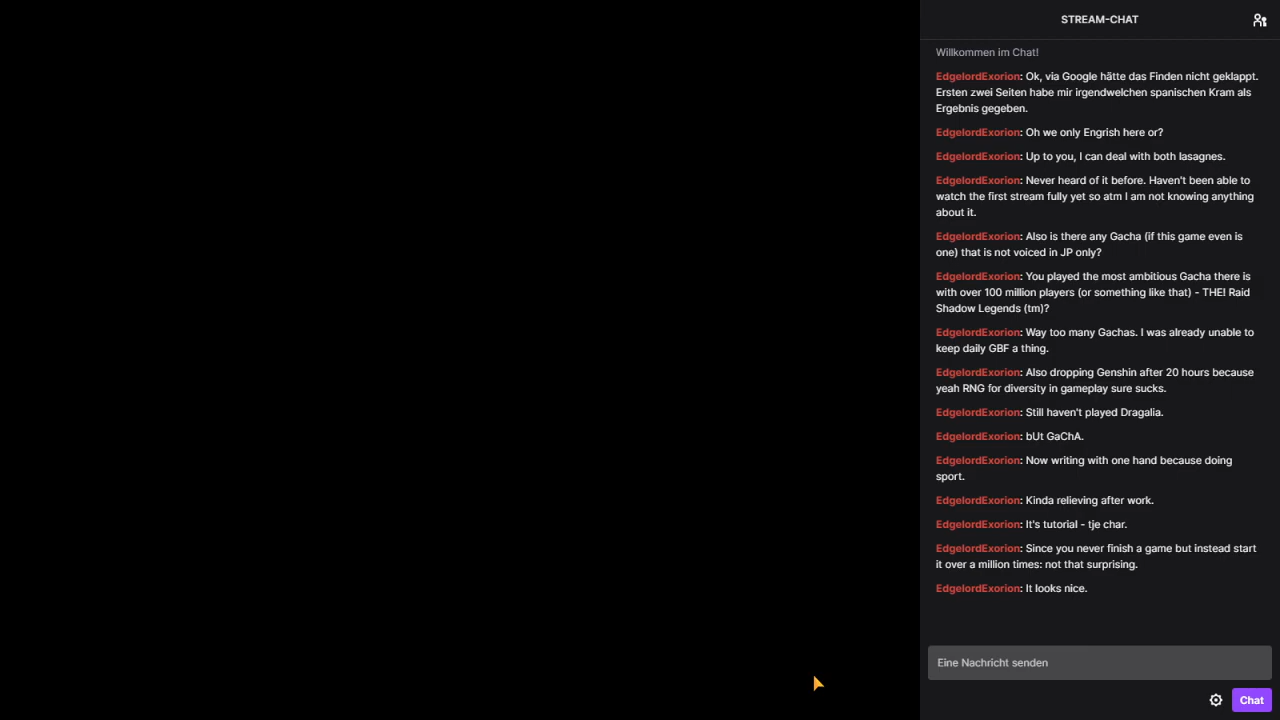 STREAM-CHAT
Willkommen im Chat!
EdgelordExorion: Ok, via Google hätte das Finden nicht geklappt.
Ersten zwei Seiten habe mir irgendwelchen spanischen Kram als
Ergebnis gegeben.
EdgelordExorion: Oh we only Engrish here or?
EdgelordExorion: Up to you, I can deal with both lasagnes.
EdgelordExorion: Never heard of it before. Haven't been able to
watch the first stream fully yet so atm I am not knowing anything
about it.
EdgelordExorion: Also is there any Gacha (if this game even is
one) that is not voiced in JP only?
EdgelordExorion: You played the most ambitious Gacha there is
with over 100 million players (or something like that) - THE! Raid
Shadow Legends (tm)?
EdgelordExorion: Way too many Gachas. I was already unable to
keep daily GBF a thing.
EdgelordExorion: Also dropping Genshin after 20 hours because
yeah RNG for diversity in gameplay sure sucks.
EdgelordExorion: Still haven't played Dragalia.
EdgelordExorion: bUt GaChA.
EdgelordExorion: Now writing with one hand because doing
sport.
EdgelordExorion: Kinda relieving after work.
EdgelordExorion: It's tutorial - tje char.
EdgelordExorion: Since you never finish a game but instead start
it over a million times: not that surprising.
EdgelordExorion: It looks nice.
Eine Nachricht senden
Chat